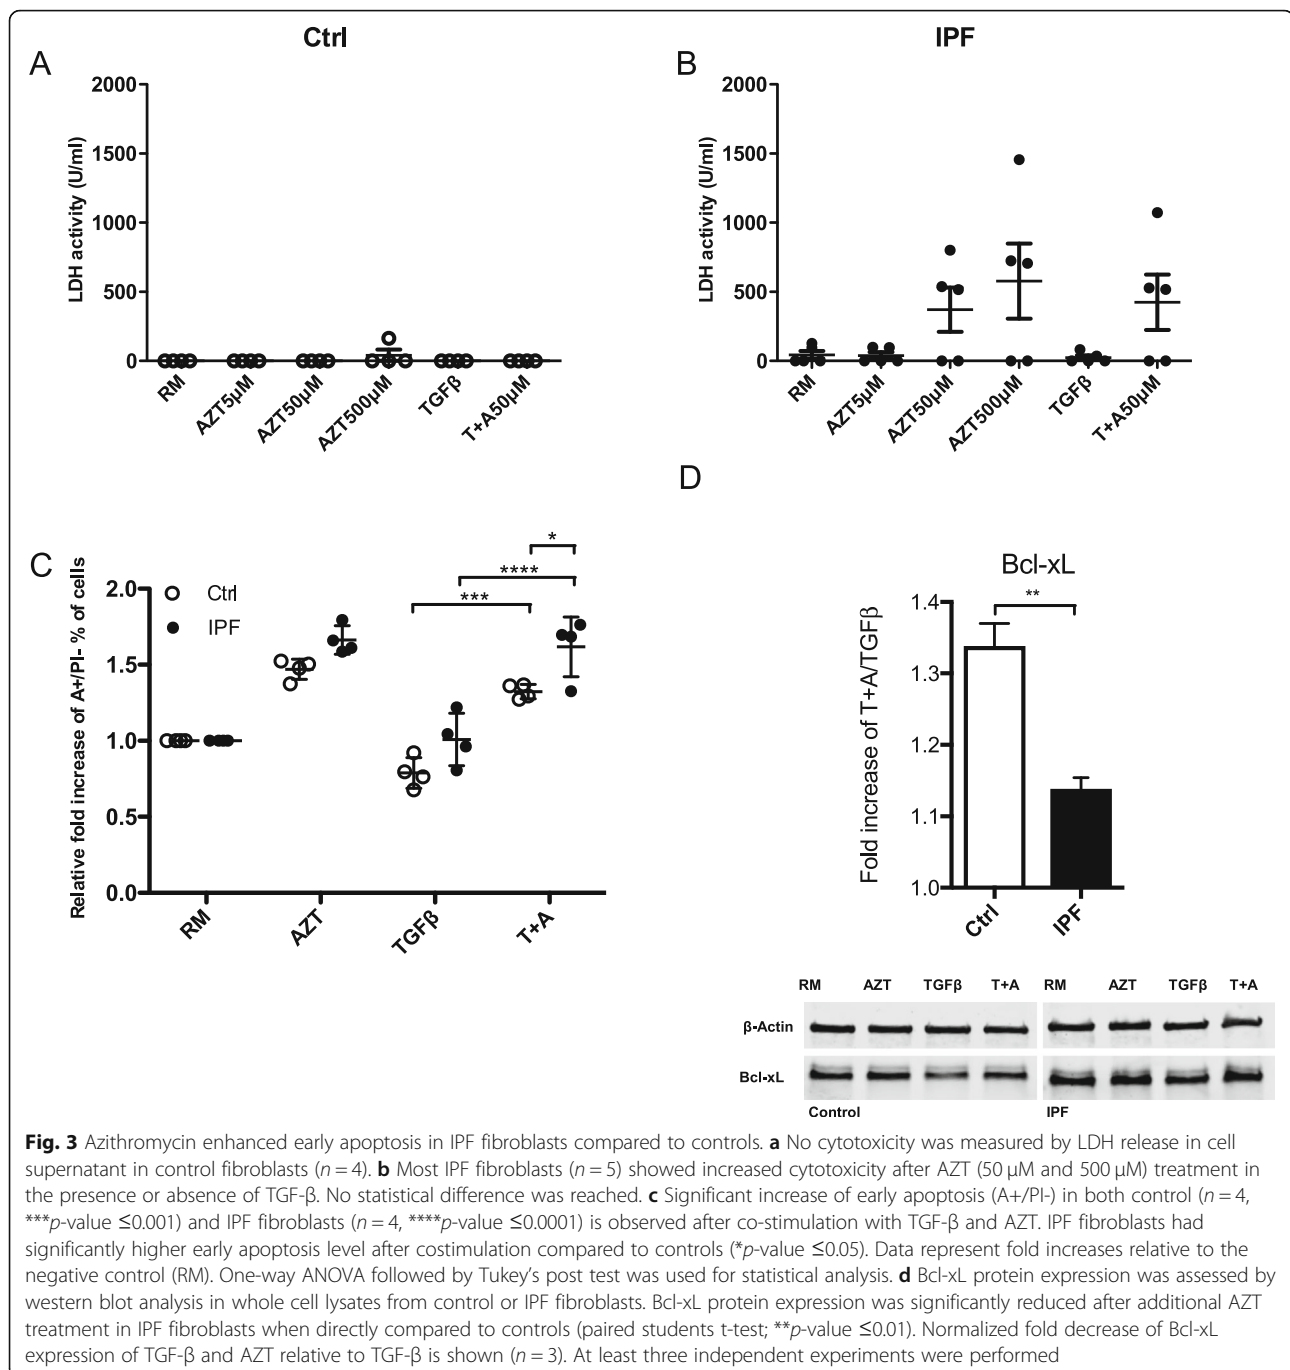 Ctrl
IPF
A
B
LDH activity (U/ml)
2000
1500
1000
500
0
RM
AZT5µM
AZT50µM
AZT500µM
TGFβ
T+A50µM
LDH activity (U/ml)
2000
1500
1000
500
0
RM
AZT5µM
AZT50µM
AZT500µM
TGFβ
T+A50µM
C
Relative fold increase of A+/PI- % of cells
2.0
1.5
1.0
0.5
0.0
Ctrl
IPF
***
****
*
RM
AZT
TGFβ
T+A
D
Bcl-xL
**
Fold increase of T+A/TGFβ
1.4
1.3
1.2
1.1
1.0
Ctrl
IPF
RM AZT TGFβ T+A RM AZT TGFβ T+A
β-Actin
Bcl-xL
Control IPF
Fig. 3 Azithromycin enhanced early apoptosis in IPF fibroblasts compared to controls. a No cytotoxicity was measured by LDH release in cell
supernatant in control fibroblasts (n = 4). b Most IPF fibroblasts (n = 5) showed increased cytotoxicity after AZT (50 µM and 500 µM) treatment in
the presence or absence of TGF-β. No statistical difference was reached. c Significant increase of early apoptosis (A+/PI-) in both control (n = 4,
***p-value ≤0.001) and IPF fibroblasts (n = 4, ****p-value ≤0.0001) is observed after co-stimulation with TGF-β and AZT. IPF fibroblasts had
significantly higher early apoptosis level after costimulation compared to controls (*p-value ≤0.05). Data represent fold increases relative to the
negative control (RM). One-way ANOVA followed by Tukey's post test was used for statistical analysis. d Bcl-xL protein expression was assessed by
western blot analysis in whole cell lysates from control or IPF fibroblasts. Bcl-xL protein expression was significantly reduced after additional AZT
treatment in IPF fibroblasts when directly compared to controls (paired students t-test; **p-value ≤0.01). Normalized fold decrease of Bcl-xL
expression of TGF-β and AZT relative to TGF-β is shown (n = 3). At least three independent experiments were performed